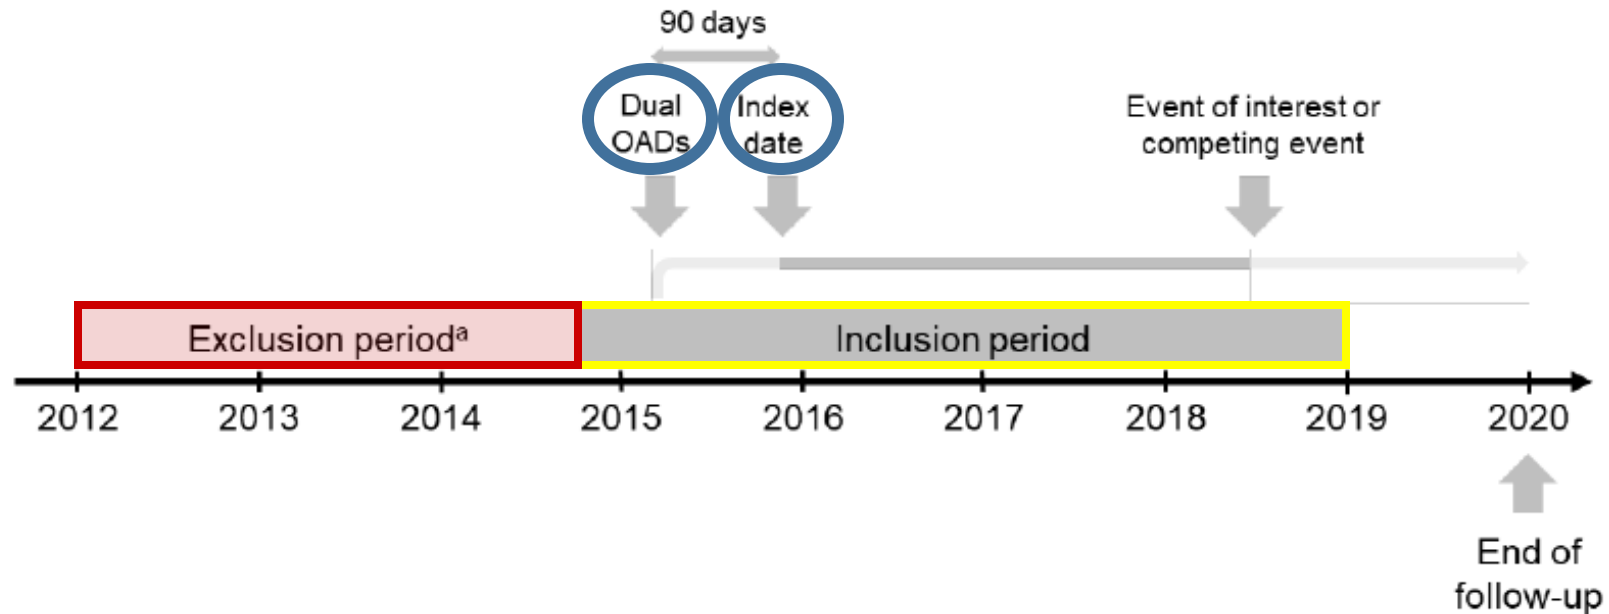 90 days
Dual
OADs
Index
date
Event of interest or
competing event
Exclusion periodᵃ
Inclusion period
2012 2013 2014 2015 2016 2017 2018 2019 2020
End of
follow-up